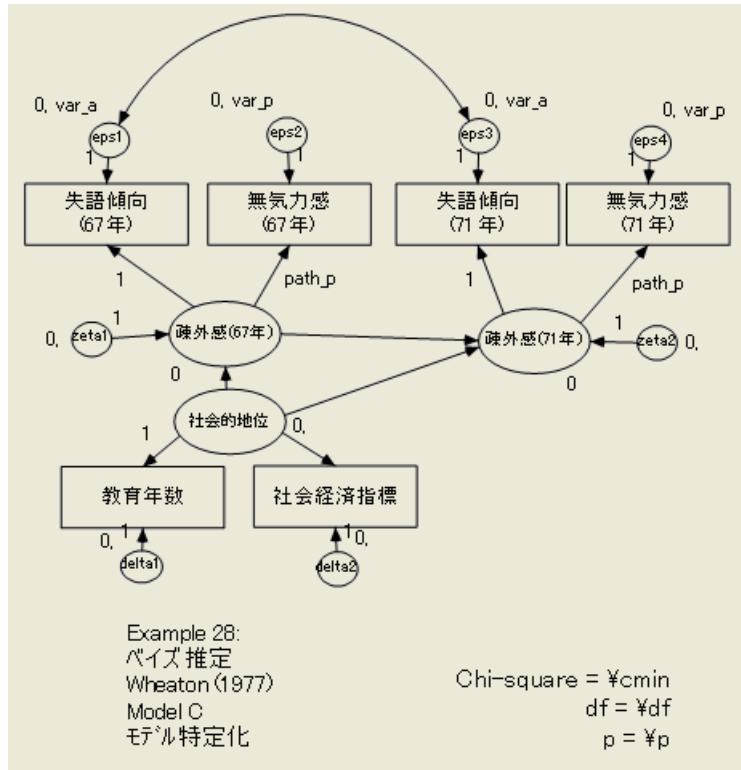 0, var_a
0, var_p
0, var_a
0, var_p
eps1
eps2
eps3
eps4
1
1
1
1
失語傾向
(67年)
無気力感
(67年)
失語傾向
(71年)
無気力感
(71年)
1
path_p
1
path_p
0,
zeta1
1
疎外感(67年)
疎外感(71年)
1
zeta2
0,
0
0
社会的地位
0,
1
教育年数
社会経済指標
0,
1
1
0,
delta1
delta2
Example 28:
ベイズ推定
Wheaton (1977)
Model C
モデル特定化
Chi-square = ¥cmin
df = ¥df
p = ¥p